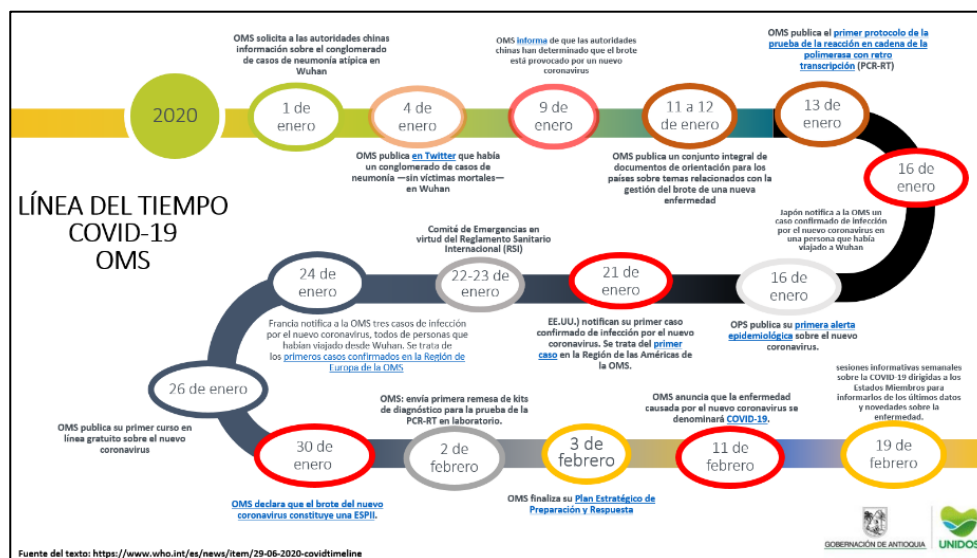 OMS solicita a las autoridades chinas
información sobre el conglomerado
de casos de neumonía atípica en
Wuhan
OMS informa de que las autoridades
chinas han determinado que el brote
está provocado por un nuevo
coronavirus
OMS publica el primer protocolo de la
prueba de la reacción en cadena de la
polimerasa con retro
transcripción (PCR-RT)
2020
1 de
enero
4 de
enero
9 de
enero
11 a 12
de enero
13 de
enero
OMS publica en Twitter que había
un conglomerado de casos de
neumonía —sin víctimas mortales—
en Wuhan
OMS publica un conjunto integral de
documentos de orientación para los
países sobre temas relacionados con la
gestión del brote de una nueva
enfermedad
16 de
enero
LÍNEA DEL TIEMPO
COVID-19
OMS
Japón notifica a la OMS un
caso confirmado de infección
por el nuevo coronavirus en
una persona que había
viajado a Wuhan
Comité de Emergencias en
virtud del Reglamento Sanitario
Internacional (RSI)
24 de
enero
22-23 de
enero
21 de
enero
16 de
enero
Francia notifica a la OMS tres casos de infección
por el nuevo coronavirus, todos de personas que
habían viajado desde Wuhan. Se trata de
los primeros casos confirmados en la Región de
Europa de la OMS
EE.UU.) notifican su primer caso
confirmado de infección por el nuevo
coronavirus. Se trata del primer
caso en la Región de las Américas de
la OMS.
OPS publica su primera alerta
epidemiológica sobre el nuevo
coronavirus.
26 de enero
OMS publica su primer curso en
línea gratuito sobre el nuevo
coronavirus
OMS: envía primera remesa de kits
de diagnóstico para la prueba de la
PCR-RT en laboratorio.
OMS anuncia que la enfermedad
causada por el nuevo coronavirus se
denominará COVID-19.
sesiones informativas semanales
sobre la COVID-19 dirigidas a los
Estados Miembros para
informarlos de los últimos datos
y novedades sobre la
enfermedad.
30 de
enero
2 de
febrero
3 de
febrero
11 de
febrero
19 de
febrero
OMS declara que el brote del nuevo
coronavirus constituye una ESPII.
OMS finaliza su Plan Estratégico de
Preparación y Respuesta
GOBERNACIÓN DE ANTIOQUIA
UNIDOS
Fuente del texto: https://www.who.int/es/news/item/29-06-2020-covidtimeline